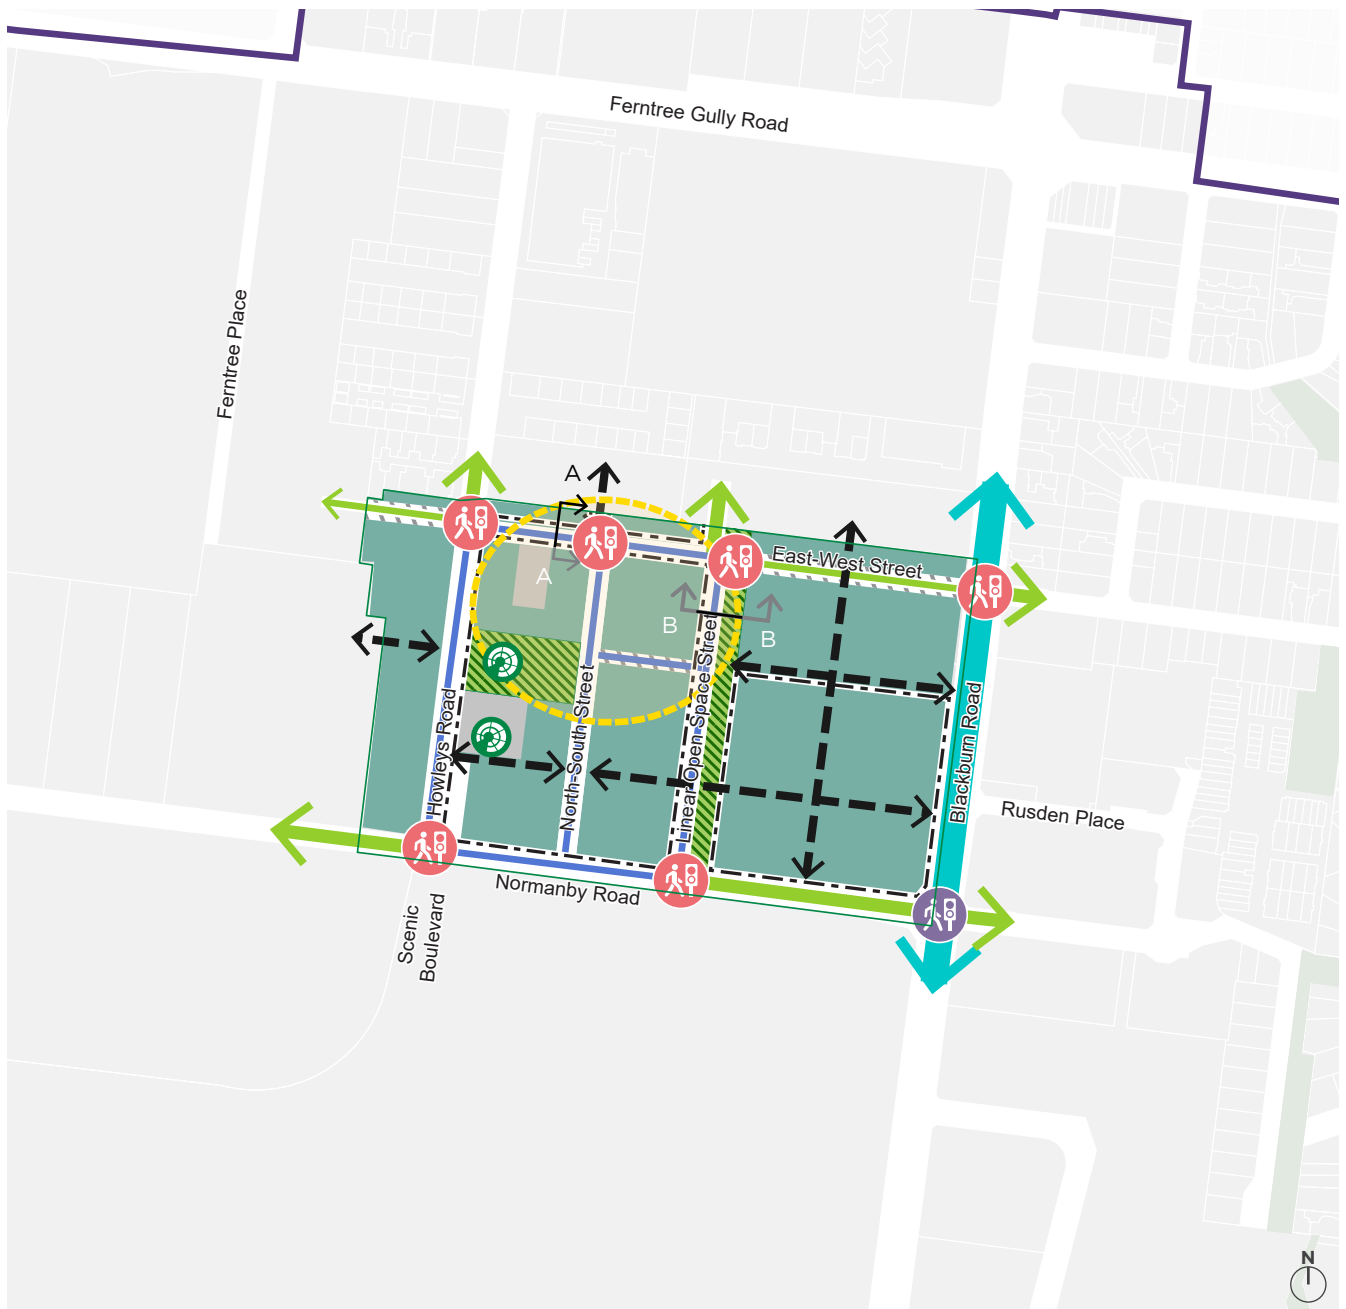 Ferntree Gully Road
Ferntree Place
A
East-West Street
A
B
B
Linear Open Space Street
North-South Street
Howleys Road
Blackburn Road
Rusden Place
Normanby Road
Scenic
Boulevard
N